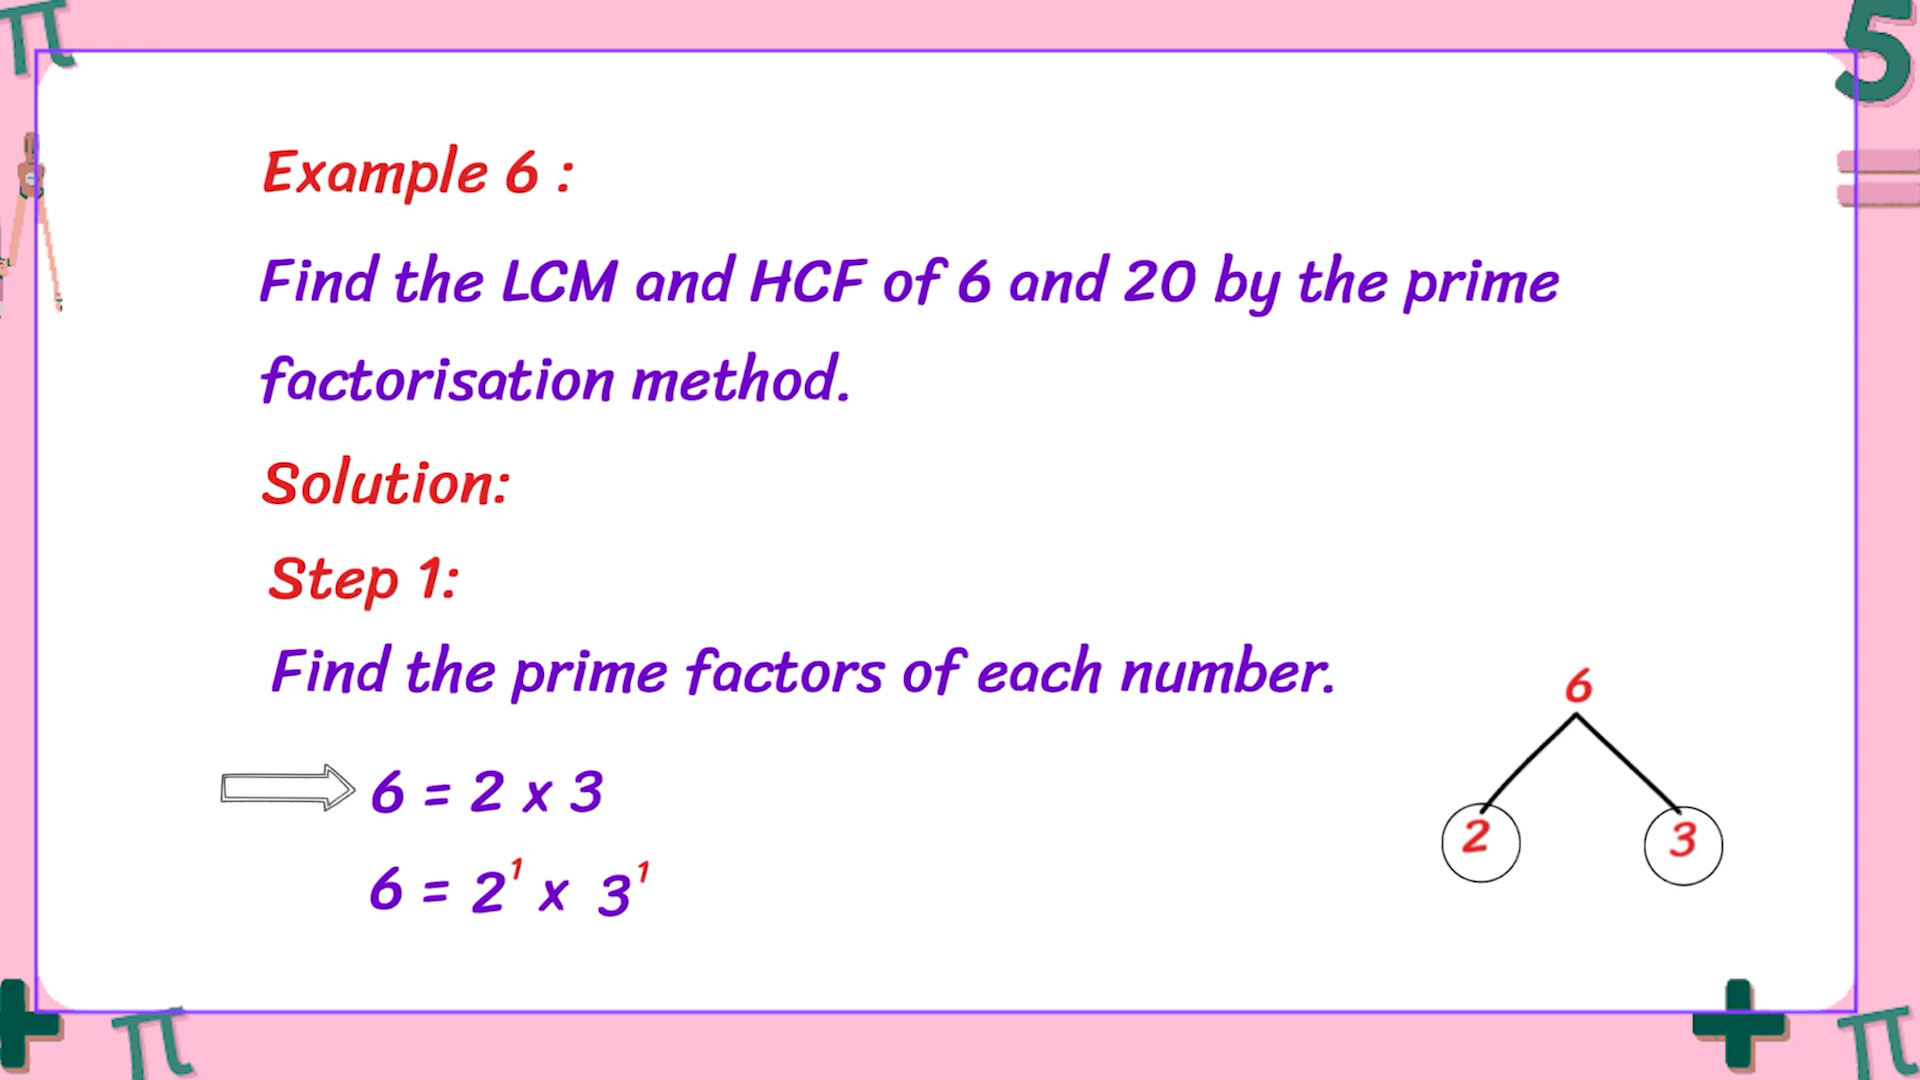 π
5
Example 6 :
Find the LCM and HCF of 6 and 20 by the prime
factorisation method.
Solution:
Step 1:
Find the prime factors of each number.
6
6 = 2 x 3
2 3
6 = 2¹ x 3¹
+ +
π π